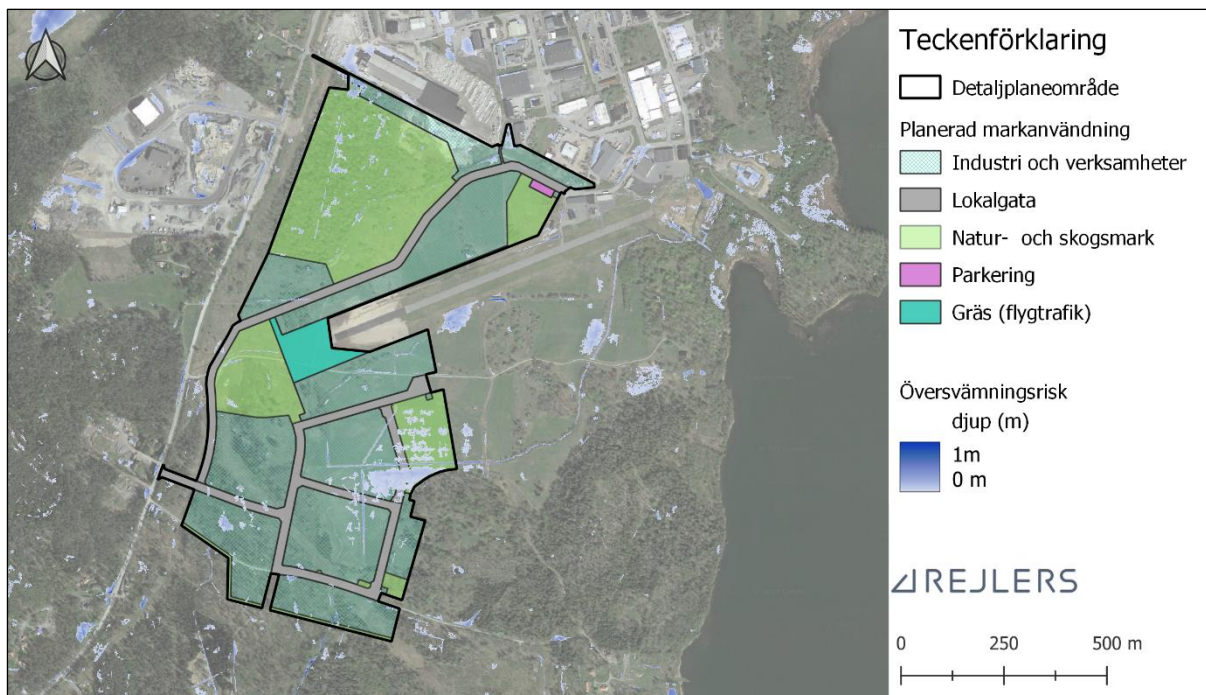 Teckenförklaring
Detaljplaneområde
Planerad markanvändning
Industri och verksamheter
Lokalgata
Natur- och skogsmark
Parkering
Gräs (flygtrafik)
Översvämningsrisk
djup (m)
1m
0 m
REJLERS
0 250 500 m